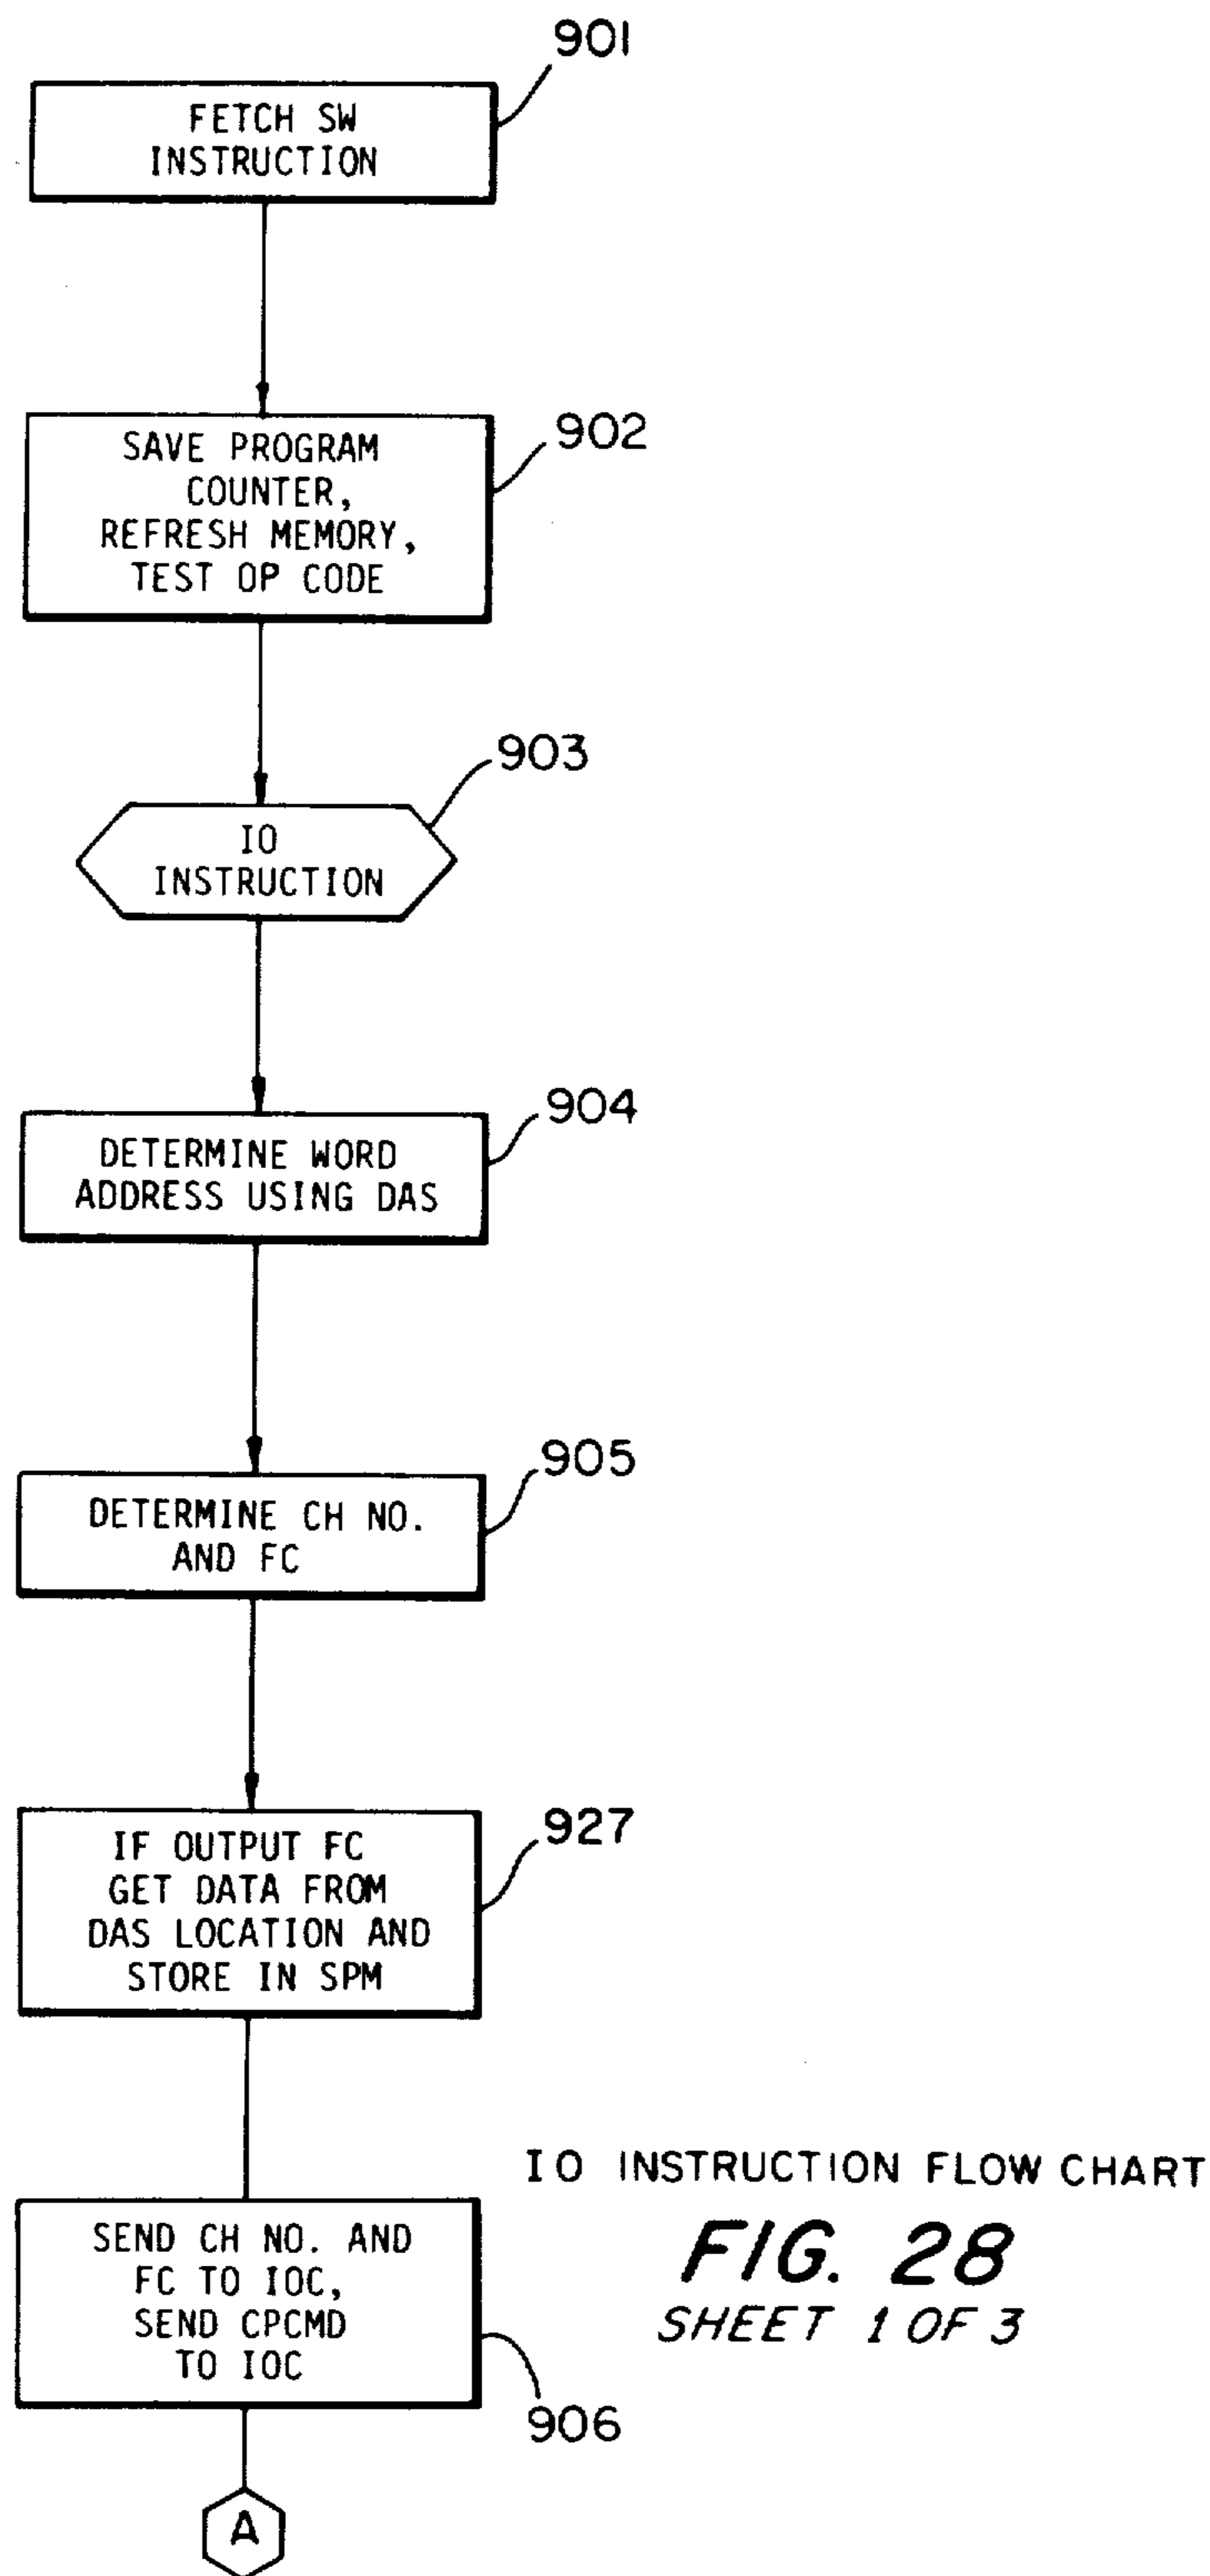 901
FETCH SW
INSTRUCTION
902
SAVE PROGRAM
COUNTER,
REFRESH MEMORY,
TEST OP CODE
903
IO
INSTRUCTION
904
DETERMINE WORD
ADDRESS USING DAS
905
DETERMINE CH NO.
AND FC
927
IF OUTPUT FC
GET DATA FROM
DAS LOCATION AND
STORE IN SPM
IO INSTRUCTION FLOW CHART
FIG. 28
SHEET 1 OF 3
SEND CH NO. AND
FC TO IOC,
SEND CPCMD
TO IOC
906
A